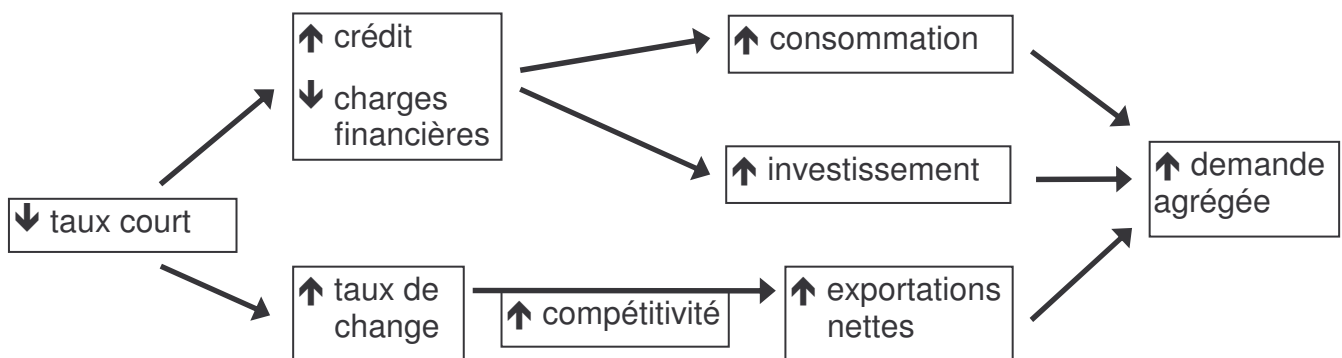 ↓ taux court
↑ crédit
↓ charges
financières
↑ taux de
change
↑ compétitivité
↑ consommation
↑ investissement
↑ exportations
nettes
↑ demande
agrégée